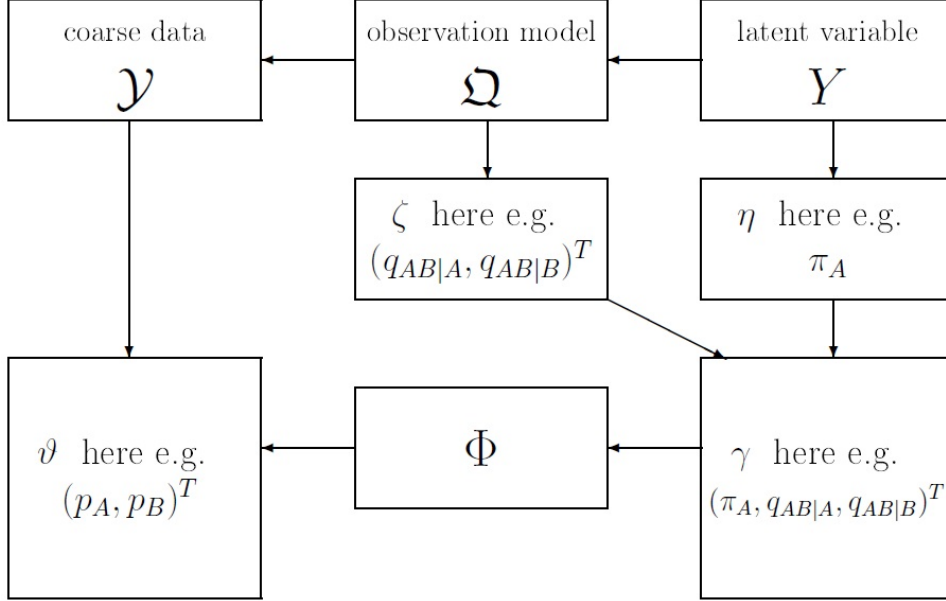 coarse data
𝒴
observation model
𝔔
latent variable
Y
ζ here e.g.
(q_{AB|A}, q_{AB|B})^T
η here e.g.
π_A
ϑ here e.g.
(p_A, p_B)^T
Φ
γ here e.g.
(π_A, q_{AB|A}, q_{AB|B})^T